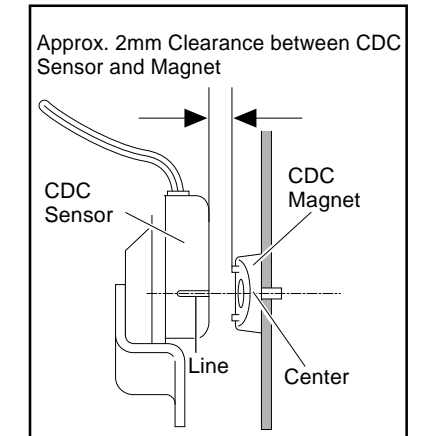 Approx. 2mm Clearance between CDC
Sensor and Magnet
CDC
Sensor
CDC
Magnet
Line
Center